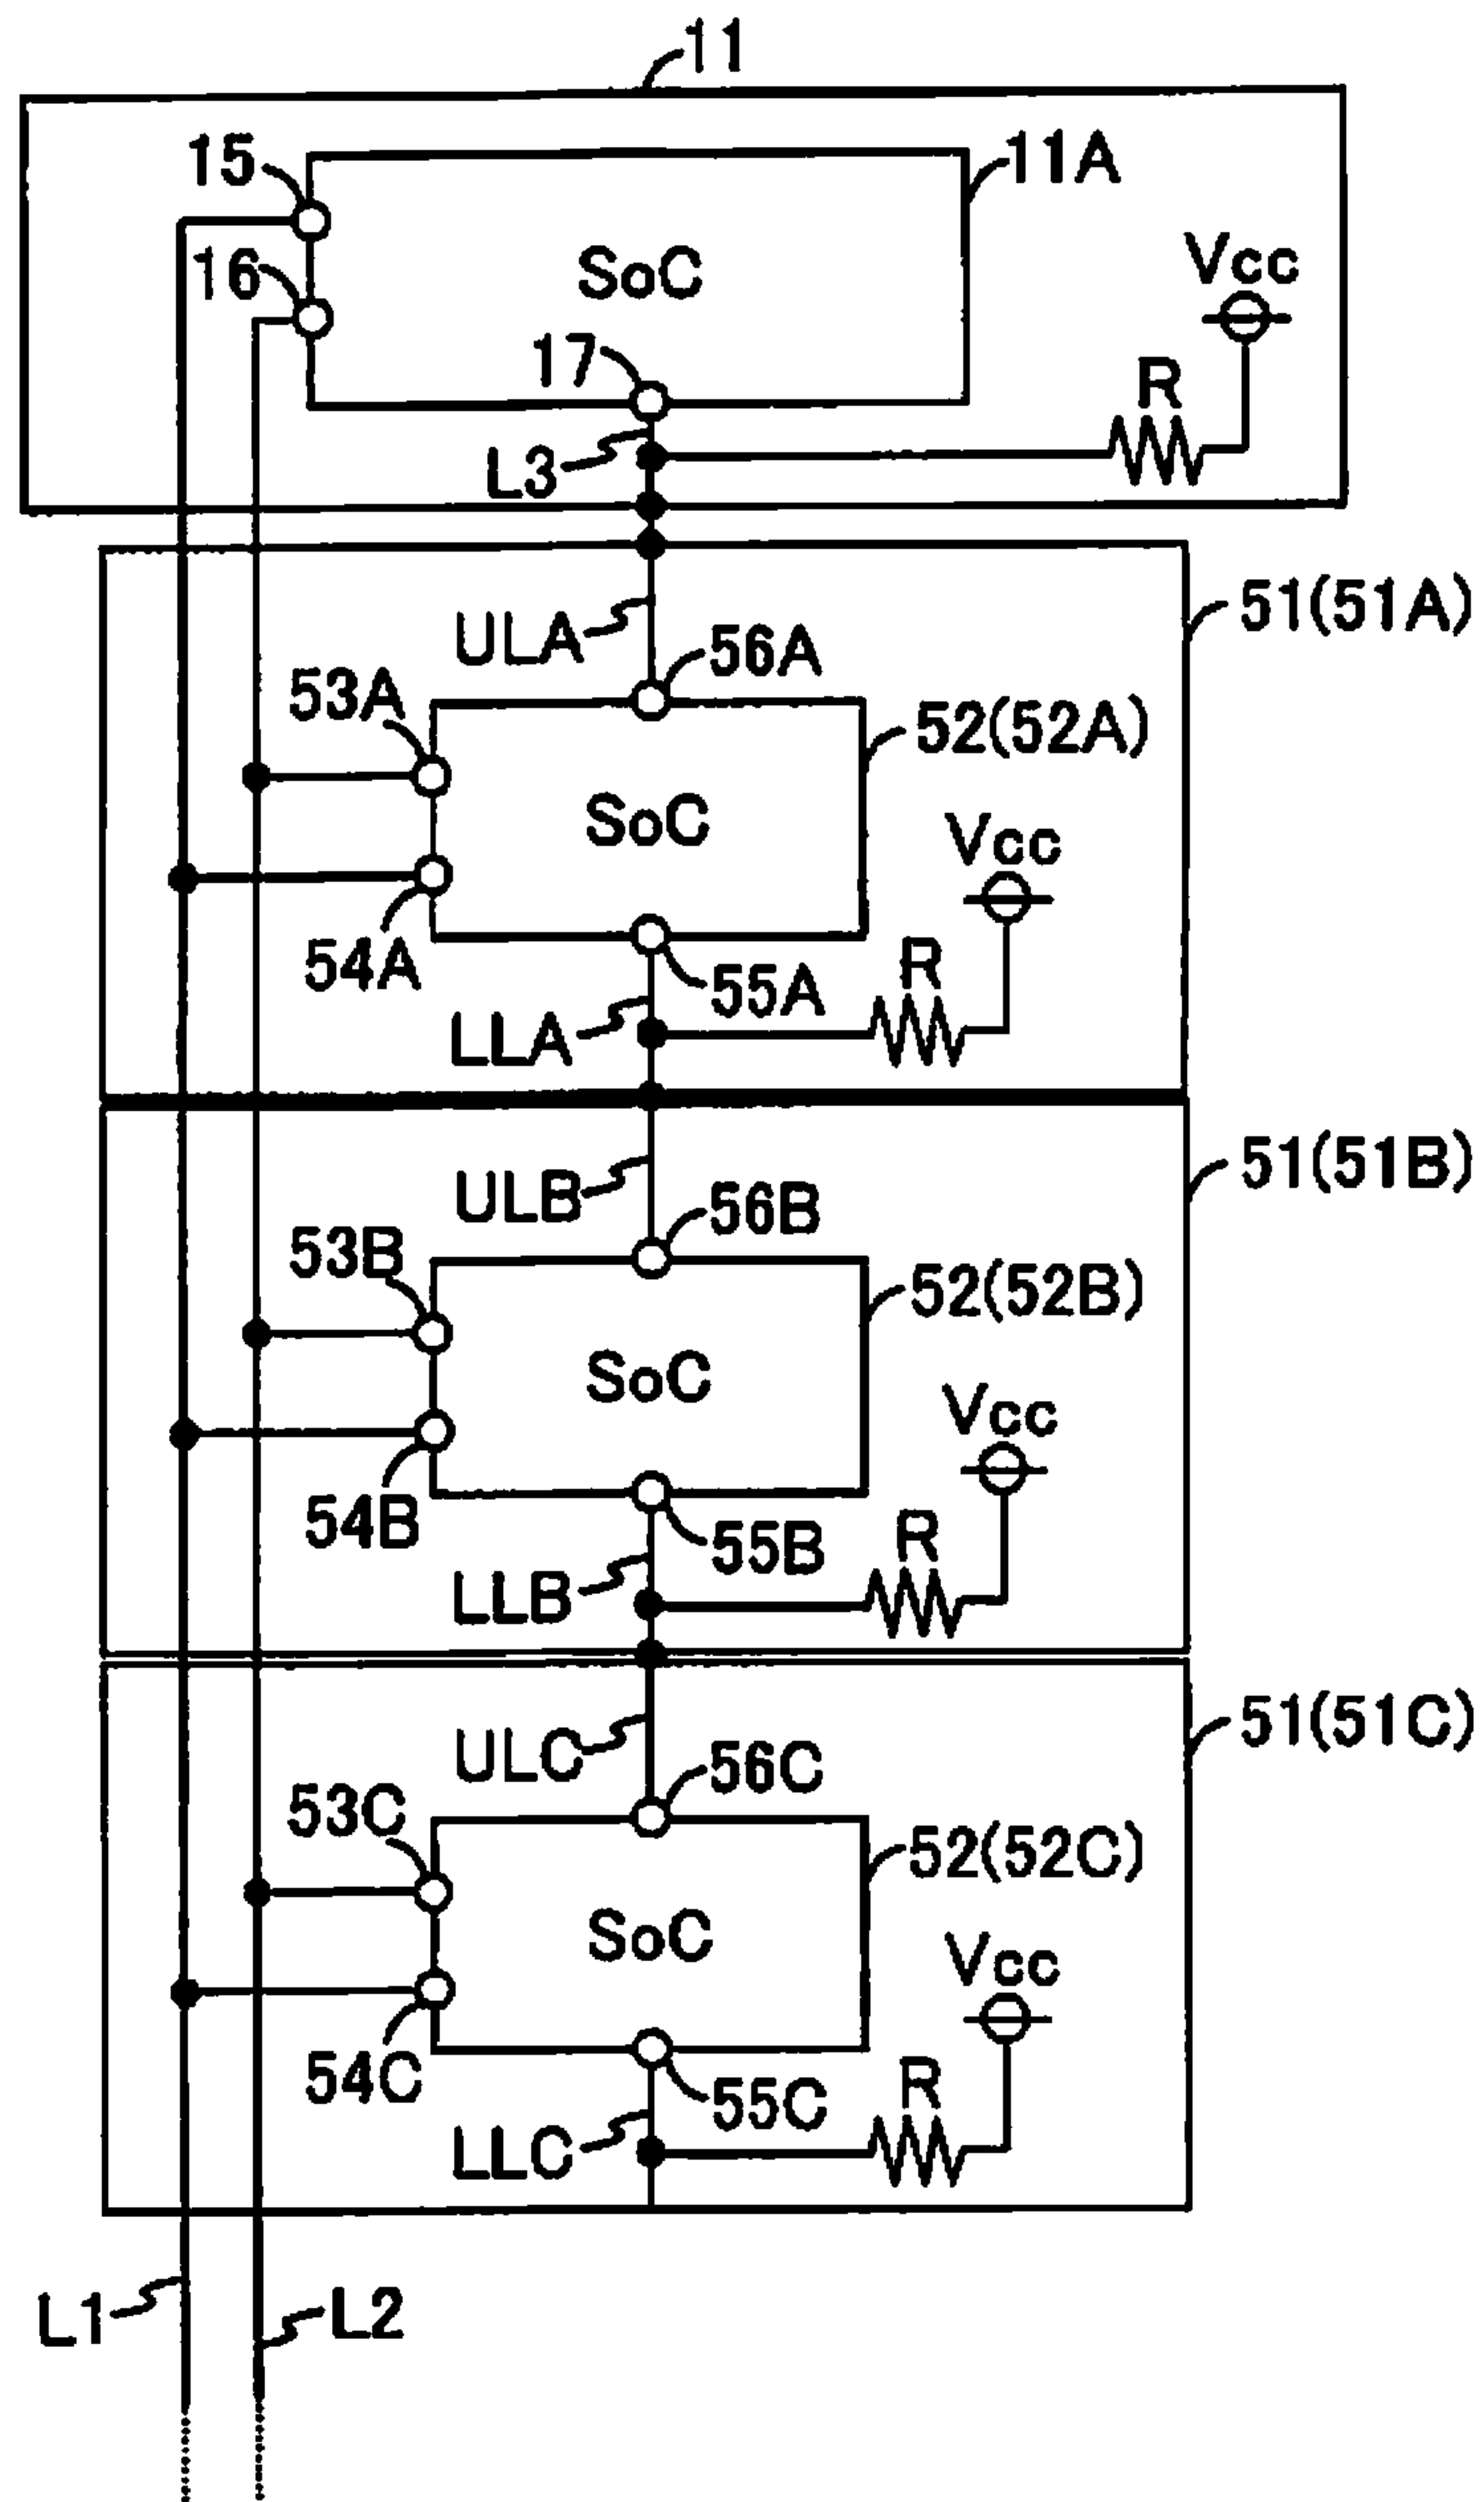 11
15
11A
16
SoC
Vcc
17
R
L3
ULA
51(51A)
56A
53A
52(52A)
SoC
Vcc
54A
55A
R
LLA
ULB
51(51B)
56B
53B
52(52B)
SoC
Vcc
54B
55B
R
LLB
ULC
51(51C)
56C
53C
52(52C)
SoC
Vcc
54C
55C
R
LLC
L1
L2